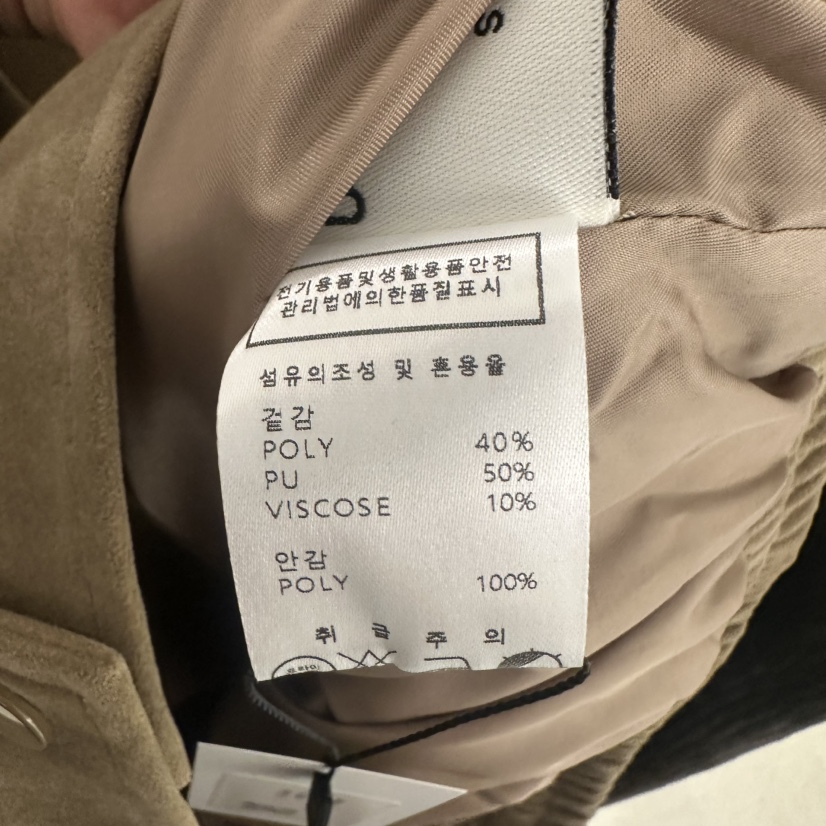 전기용품및생활용품안전
관리법에의한품질표시
섬유의조성 및 혼용율
겉감
POLY 40%
PU 50%
VISCOSE 10%
안감
POLY 100%
취 급 주 의